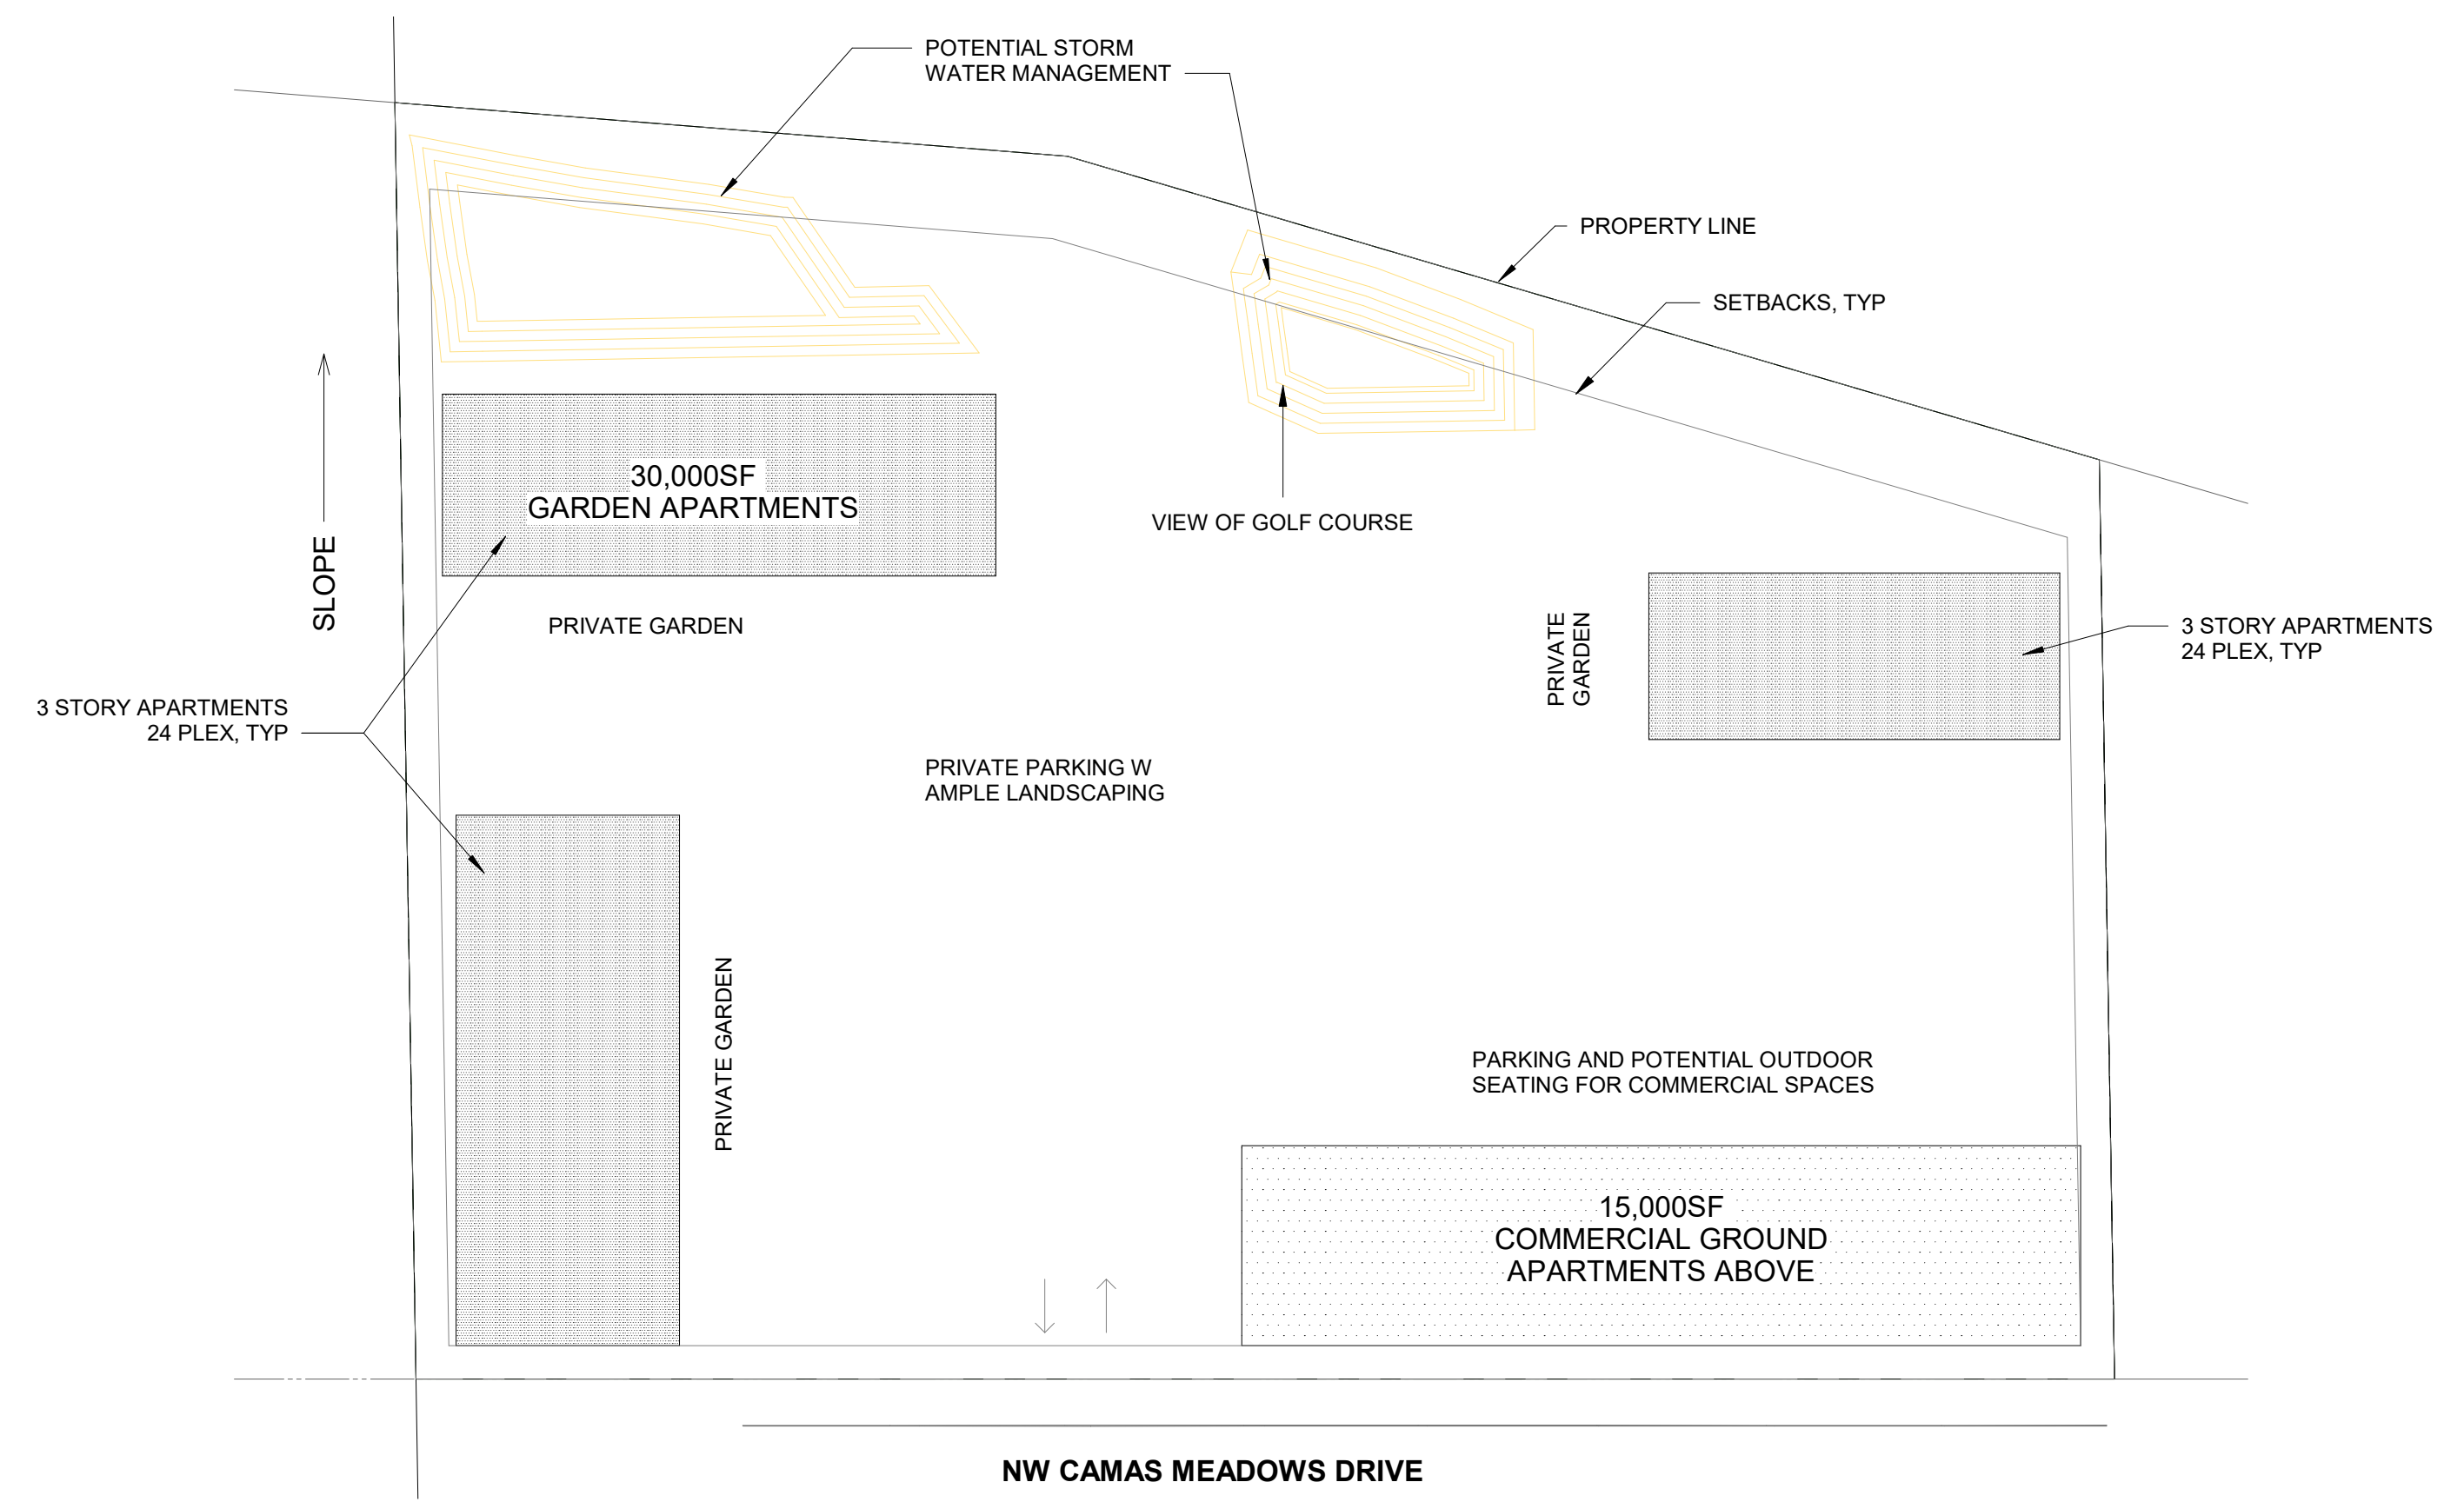 POTENTIAL STORM
WATER MANAGEMENT
PROPERTY LINE
SETBACKS, TYP
30,000SF
GARDEN APARTMENTS
VIEW OF GOLF COURSE
SLOPE
PRIVATE GARDEN
PRIVATE
GARDEN
3 STORY APARTMENTS
24 PLEX, TYP
3 STORY APARTMENTS
24 PLEX, TYP
PRIVATE PARKING W
AMPLE LANDSCAPING
PRIVATE GARDEN
PARKING AND POTENTIAL OUTDOOR
SEATING FOR COMMERCIAL SPACES
15,000SF
COMMERCIAL GROUND
APARTMENTS ABOVE
NW CAMAS MEADOWS DRIVE